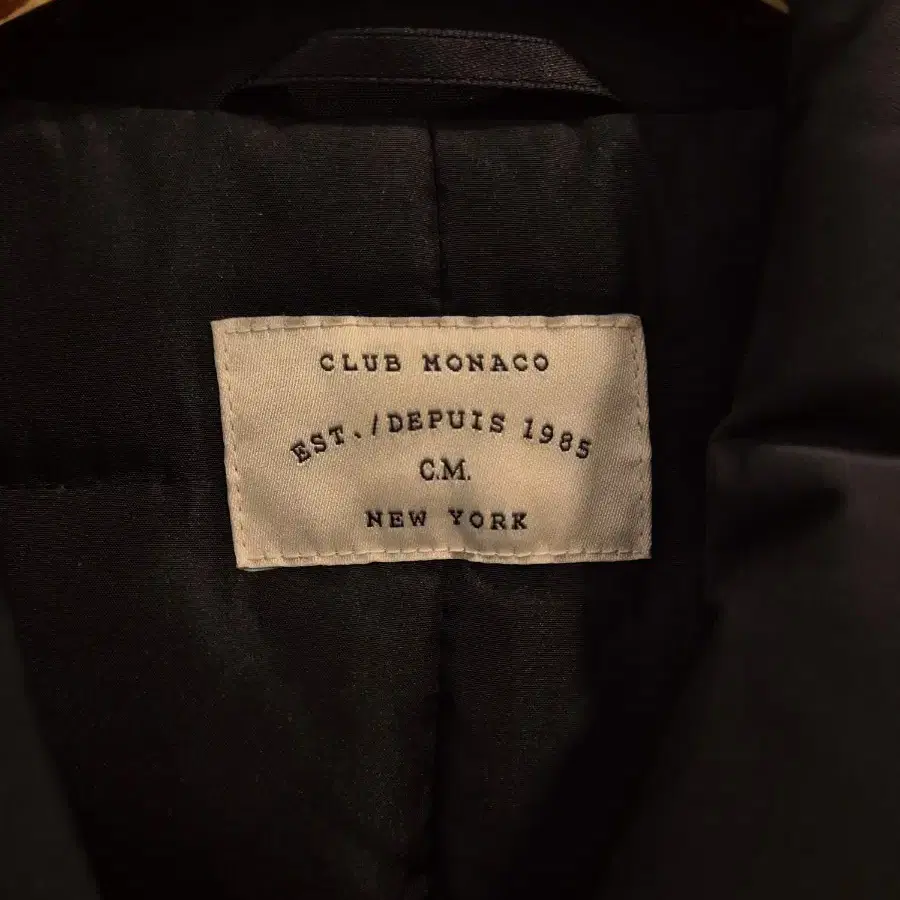 CLUB MONACO
EST./DEPUIS 1985
C.M.
NEW YORK